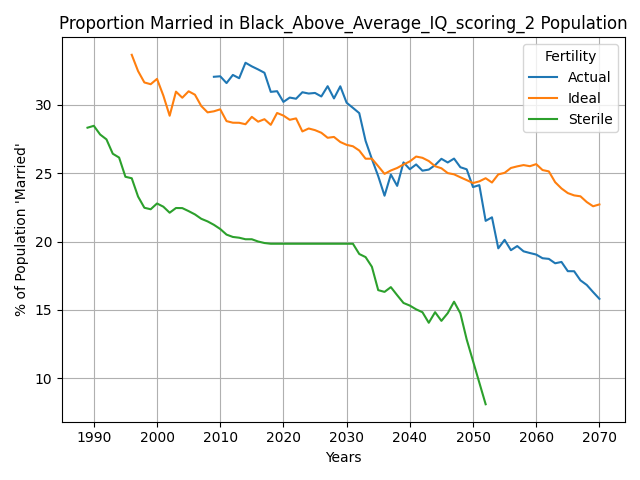 Proportion Married in Black_Above_Average_IQ_scoring_2 Population
Fertility
Actual
Ideal
Sterile
% of Population 'Married'
30
25
20
15
10
1990 2000 2010 2020 2030 2040 2050 2060 2070
Years